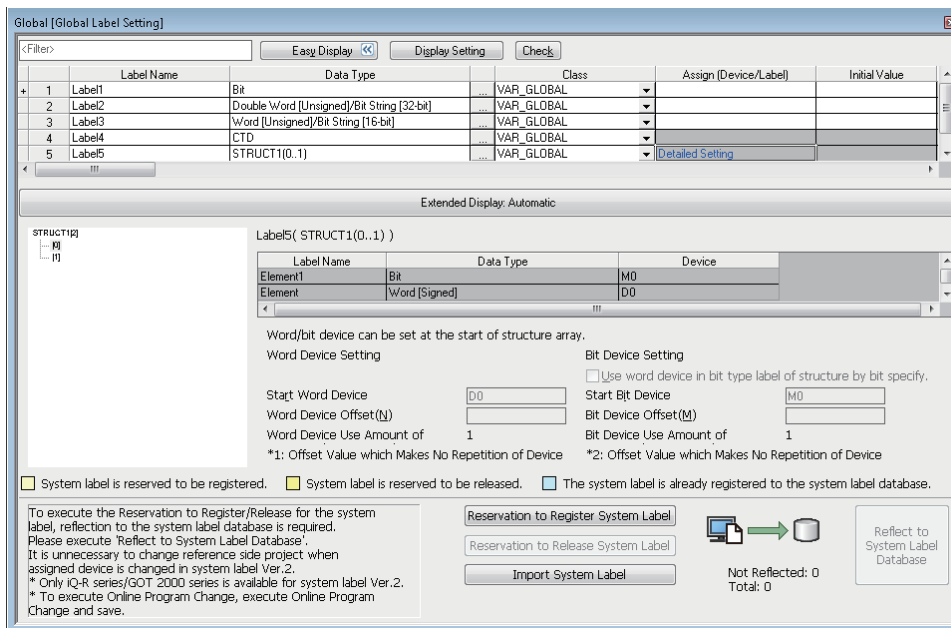 Global [Global Label Setting]
<Filter>
Easy Display
Display Setting
Check
Label Name Data Type Class Assign (Device/Label) Initial Value
+ 1 Label1 Bit ... VAR_GLOBAL
2 Label2 Double Word [Unsigned]/Bit String [32-bit] ... VAR_GLOBAL
3 Label3 Word [Unsigned]/Bit String [16-bit] ... VAR_GLOBAL
4 Label4 CTD ... VAR_GLOBAL
5 Label5 STRUCT1(0..1) ... VAR_GLOBAL Detailed Setting
Extended Display: Automatic
STRUCT1[2]
[0]
[1]
Label5( STRUCT1(0..1) )
Label Name Data Type Device
Element1 Bit M0
Element Word [Signed] D0
Word/bit device can be set at the start of structure array.
Word Device Setting
Bit Device Setting
Use word device in bit type label of structure by bit specify.
Start Word Device D0
Start Bit Device M0
Word Device Offset(N)
Bit Device Offset(M)
Word Device Use Amount of 1
Bit Device Use Amount of 1
*1: Offset Value which Makes No Repetition of Device
*2: Offset Value which Makes No Repetition of Device
System label is reserved to be registered.
System label is reserved to be released.
The system label is already registered to the system label database.
To execute the Reservation to Register/Release for the system
label, reflection to the system label database is required.
Please execute 'Reflect to System Label Database'.
It is unnecessary to change reference side project when
assigned device is changed in system label Ver.2.
* Only iQ-R series/GOT 2000 series is available for system label Ver.2.
* To execute Online Program Change, execute Online Program
Change and save.
Reservation to Register System Label
Reservation to Release System Label
Import System Label
Not Reflected: 0
Total: 0
Reflect to
System Label
Database